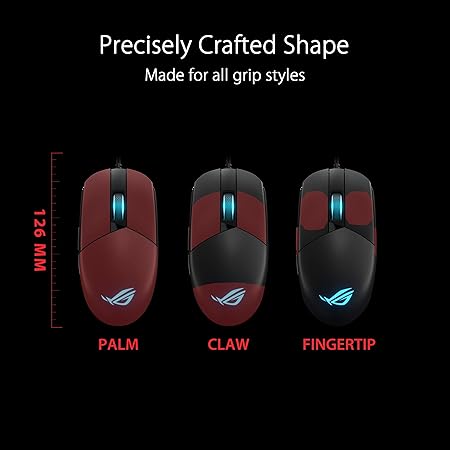 Precisely Crafted Shape
Made for all grip styles
126 MM
PALM
CLAW
FINGERTIP